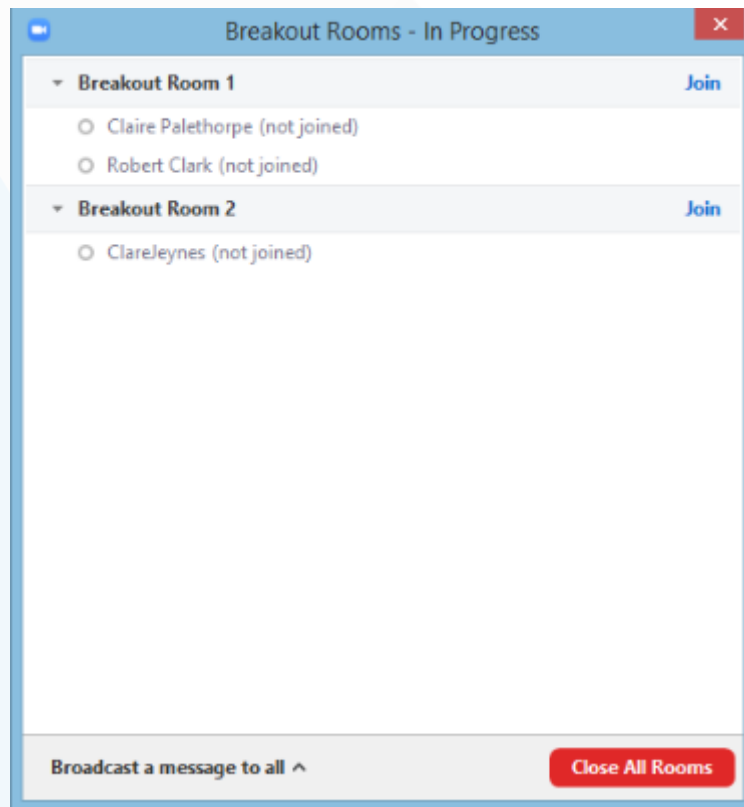 Breakout Rooms - In Progress
Breakout Room 1 Join
Claire Palethorpe (not joined)
Robert Clark (not joined)
Breakout Room 2 Join
ClareJeynes (not joined)
Broadcast a message to all Close All Rooms